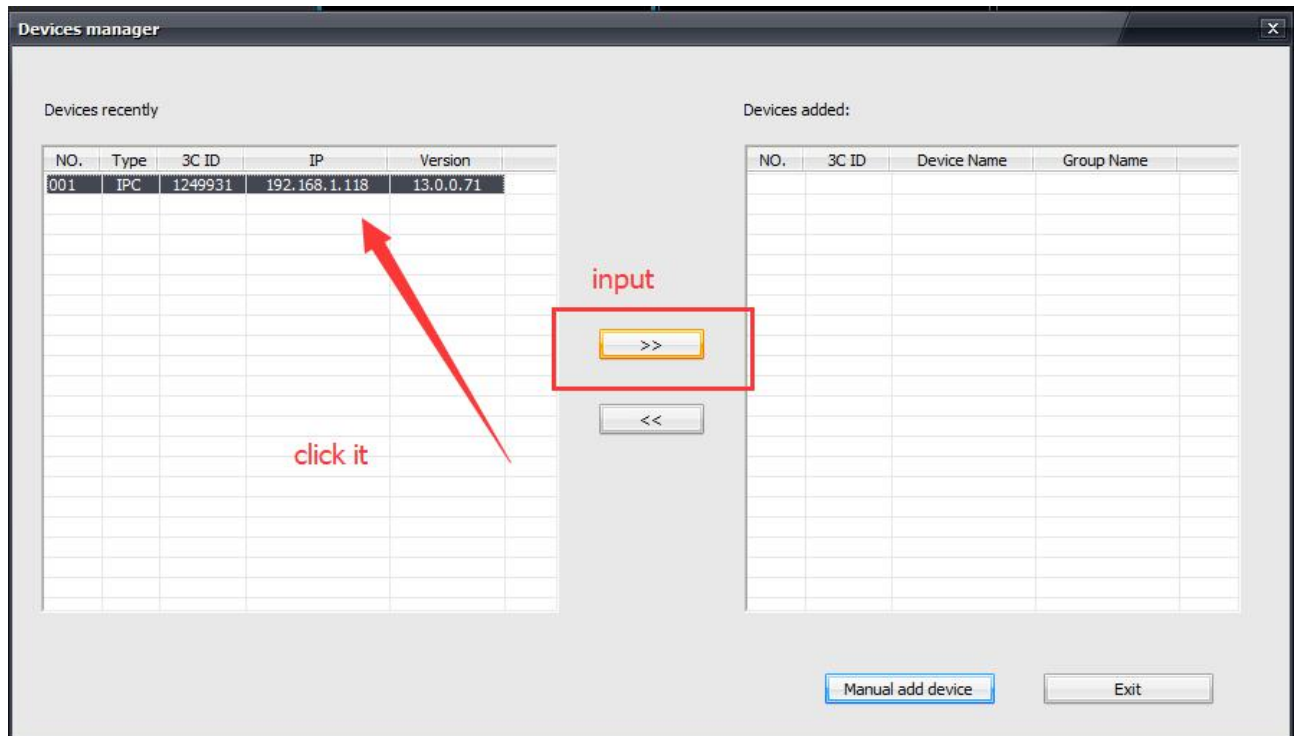 Devices manager
X
Devices recently
Devices added:
NO. Type 3C ID IP Version
NO. 3C ID Device Name Group Name
001 IPC 1249931 192.168.1.118 13.0.0.71
input
>>
<<
click it
Manual add device
Exit